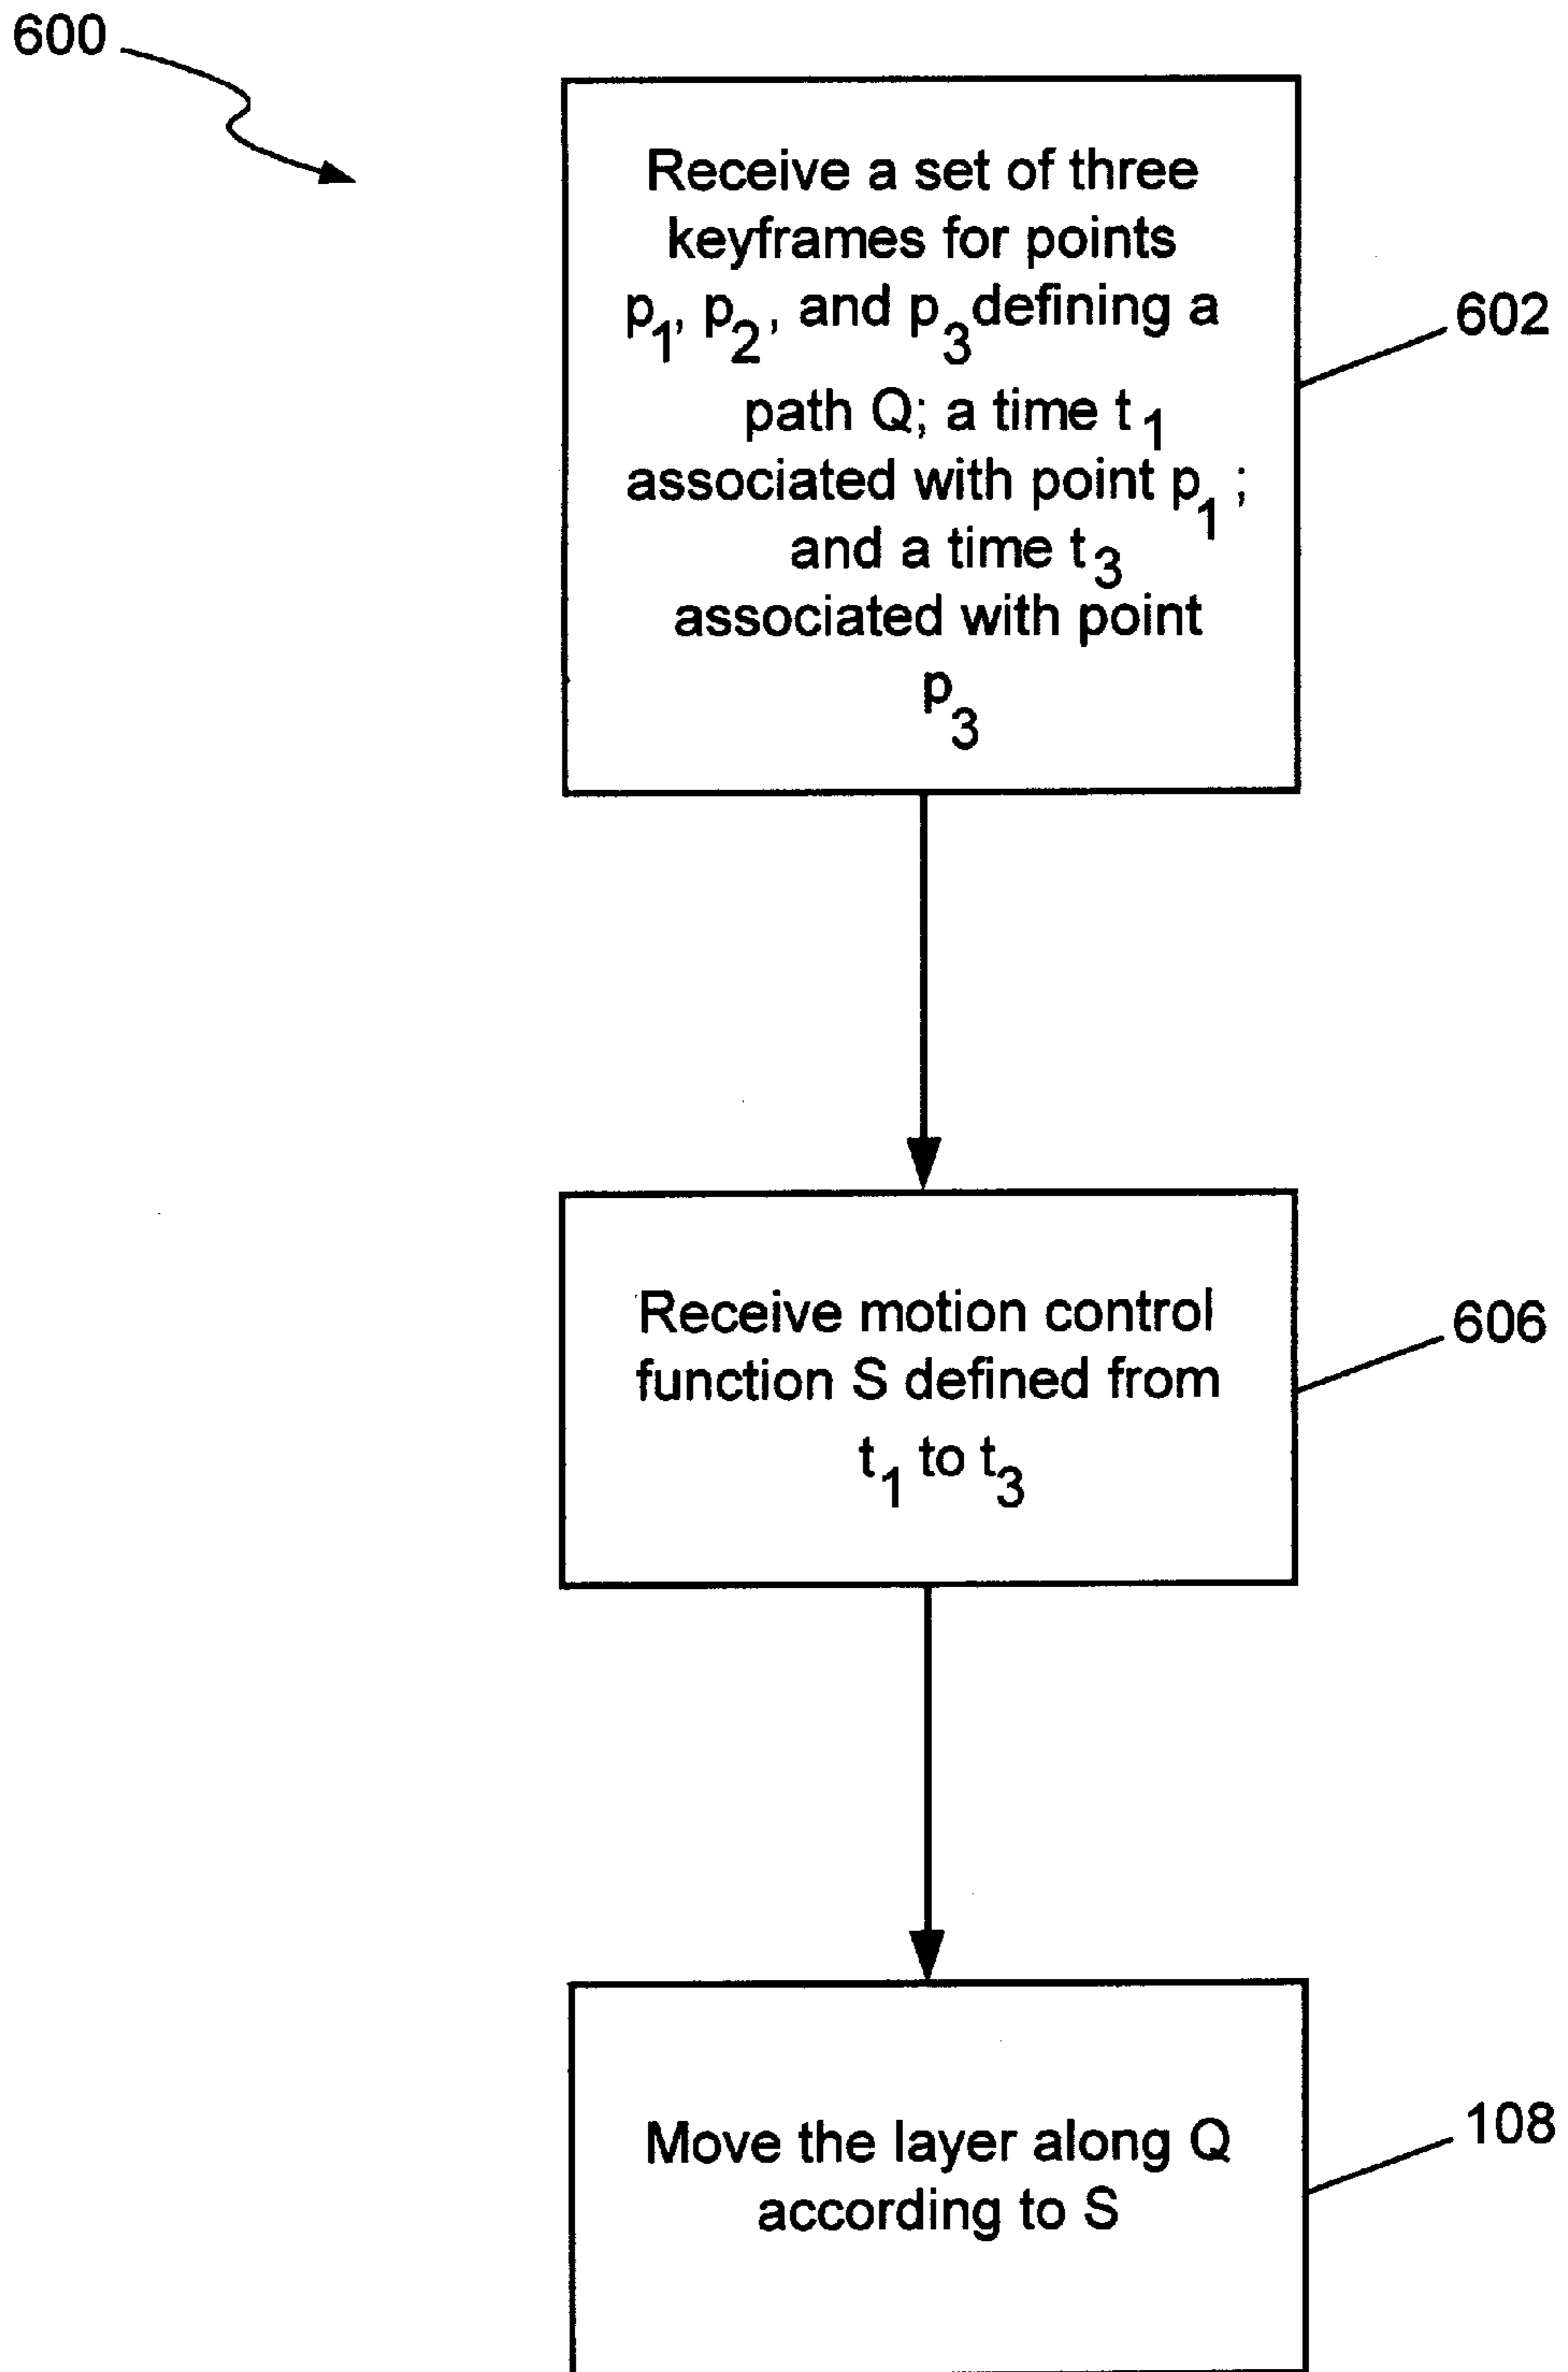 600
Receive a set of three
keyframes for points
p₁, p₂, and p₃ defining a
path Q; a time t₁
associated with point p₁ ;
and a time t₃
associated with point
p₃
602
Receive motion control
function S defined from
t₁ to t₃
606
Move the layer along Q
according to S
108